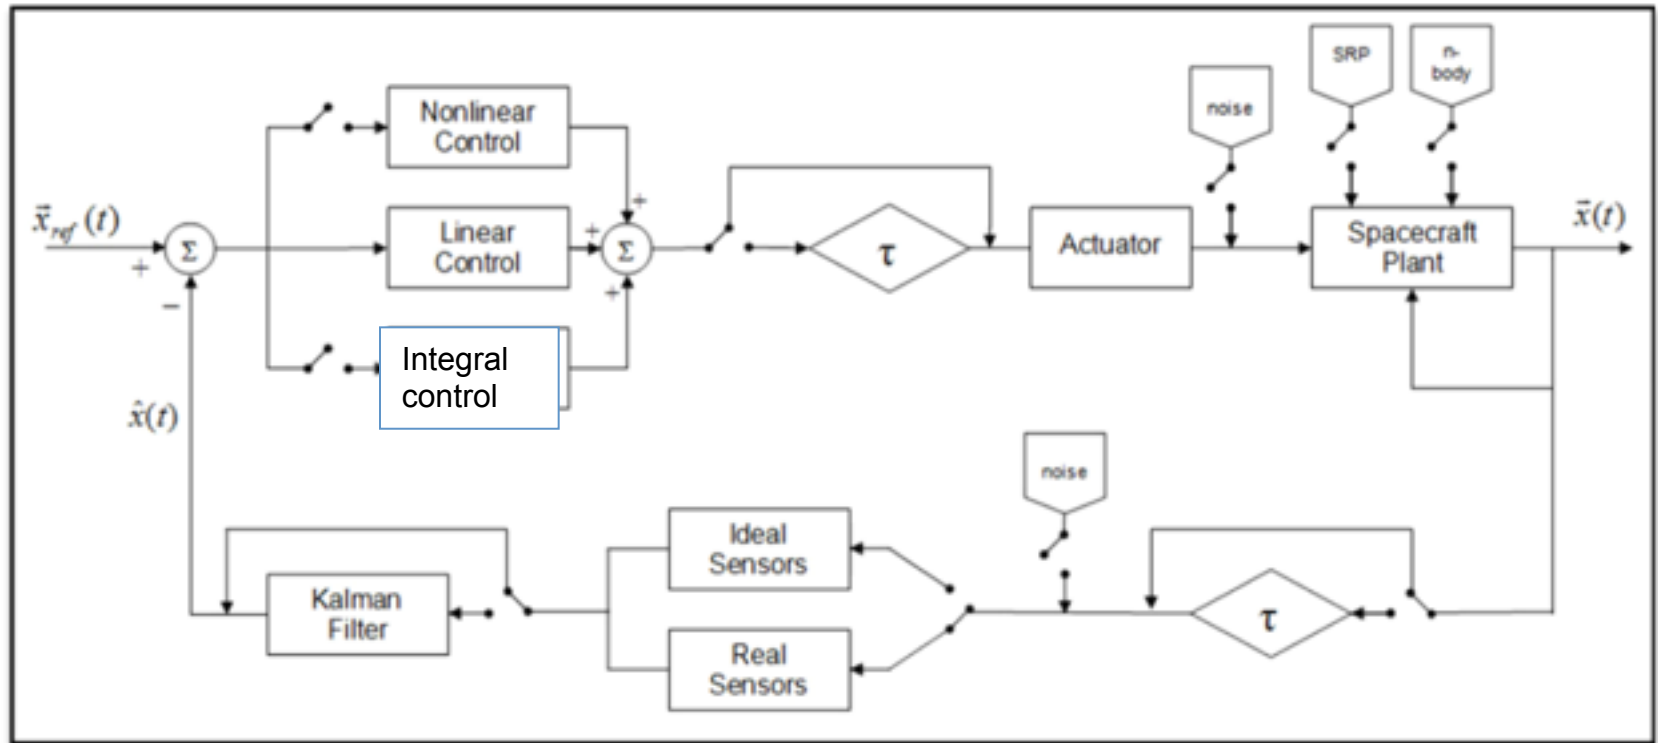 SRP
n-
body
noise
Nonlinear
Control
+
x⃗ref (t)
Σ
+
Linear
Control
+
Σ
τ
Actuator
Spacecraft
Plant
x⃗(t)
+
−
Integral
control
x̂(t)
noise
Ideal
Sensors
Kalman
Filter
τ
Real
Sensors